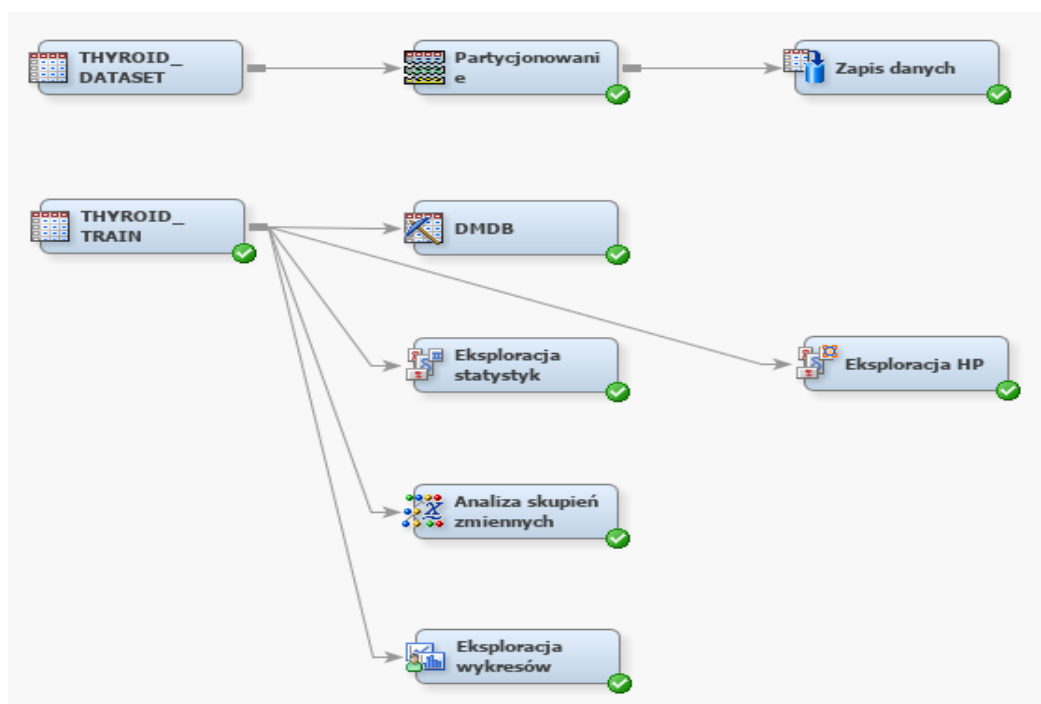 THYROID_
DATASET
Partycjonowani
e
Zapis danych
THYROID_
TRAIN
DMDB
Eksploracja
statystyk
Eksploracja HP
Analiza skupień
zmiennych
Eksploracja
wykresów